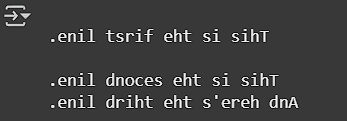 .enil tsrif eht si sihT
.enil dnoces eht si sihT
.enil driht eht s'ereh dnA